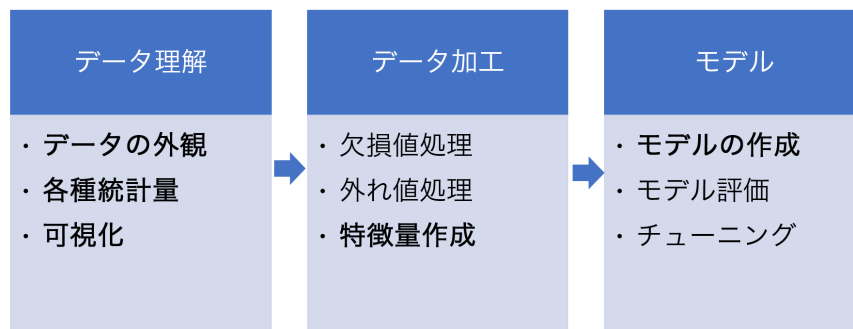 データ理解
・データの外観
・各種統計量
・可視化
データ加工
・欠損値処理
・外れ値処理
・特徴量作成
モデル
・モデルの作成
・モデル評価
・チューニング